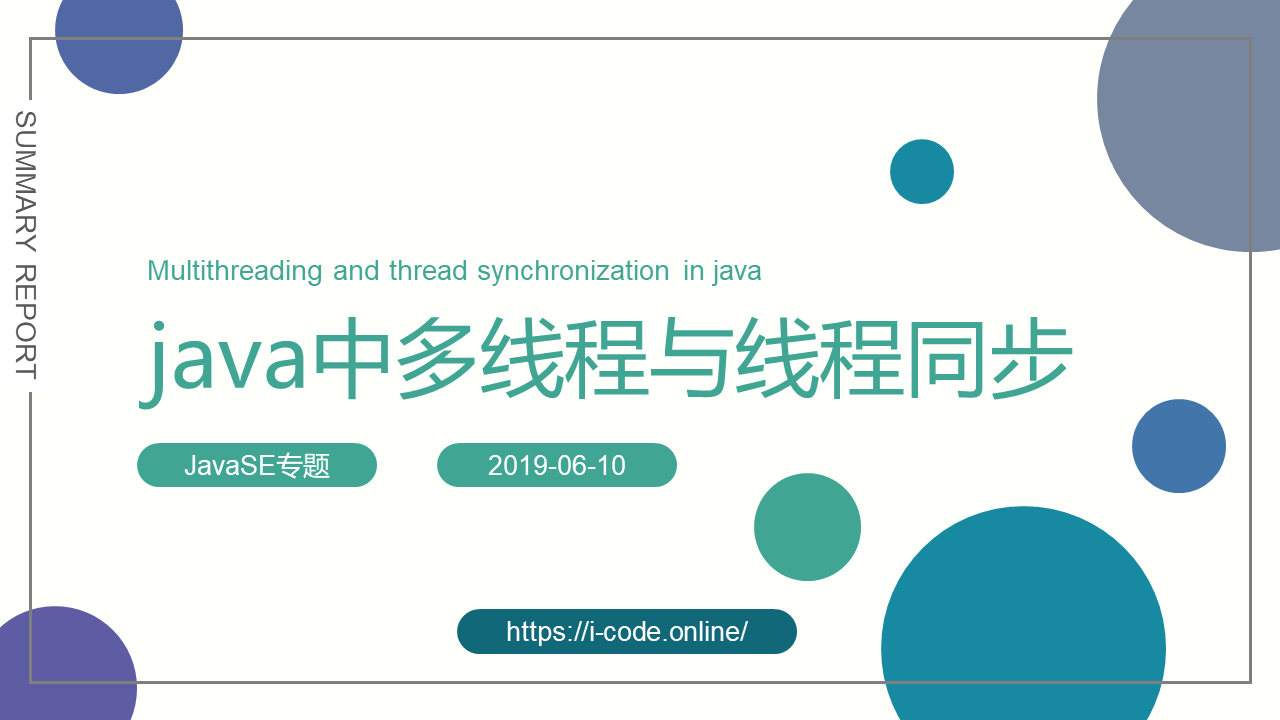 SUMMARY REPORT
Multithreading and thread synchronization in java
java中多线程与线程同步
JavaSE专题
2019-06-10
https://i-code.online/